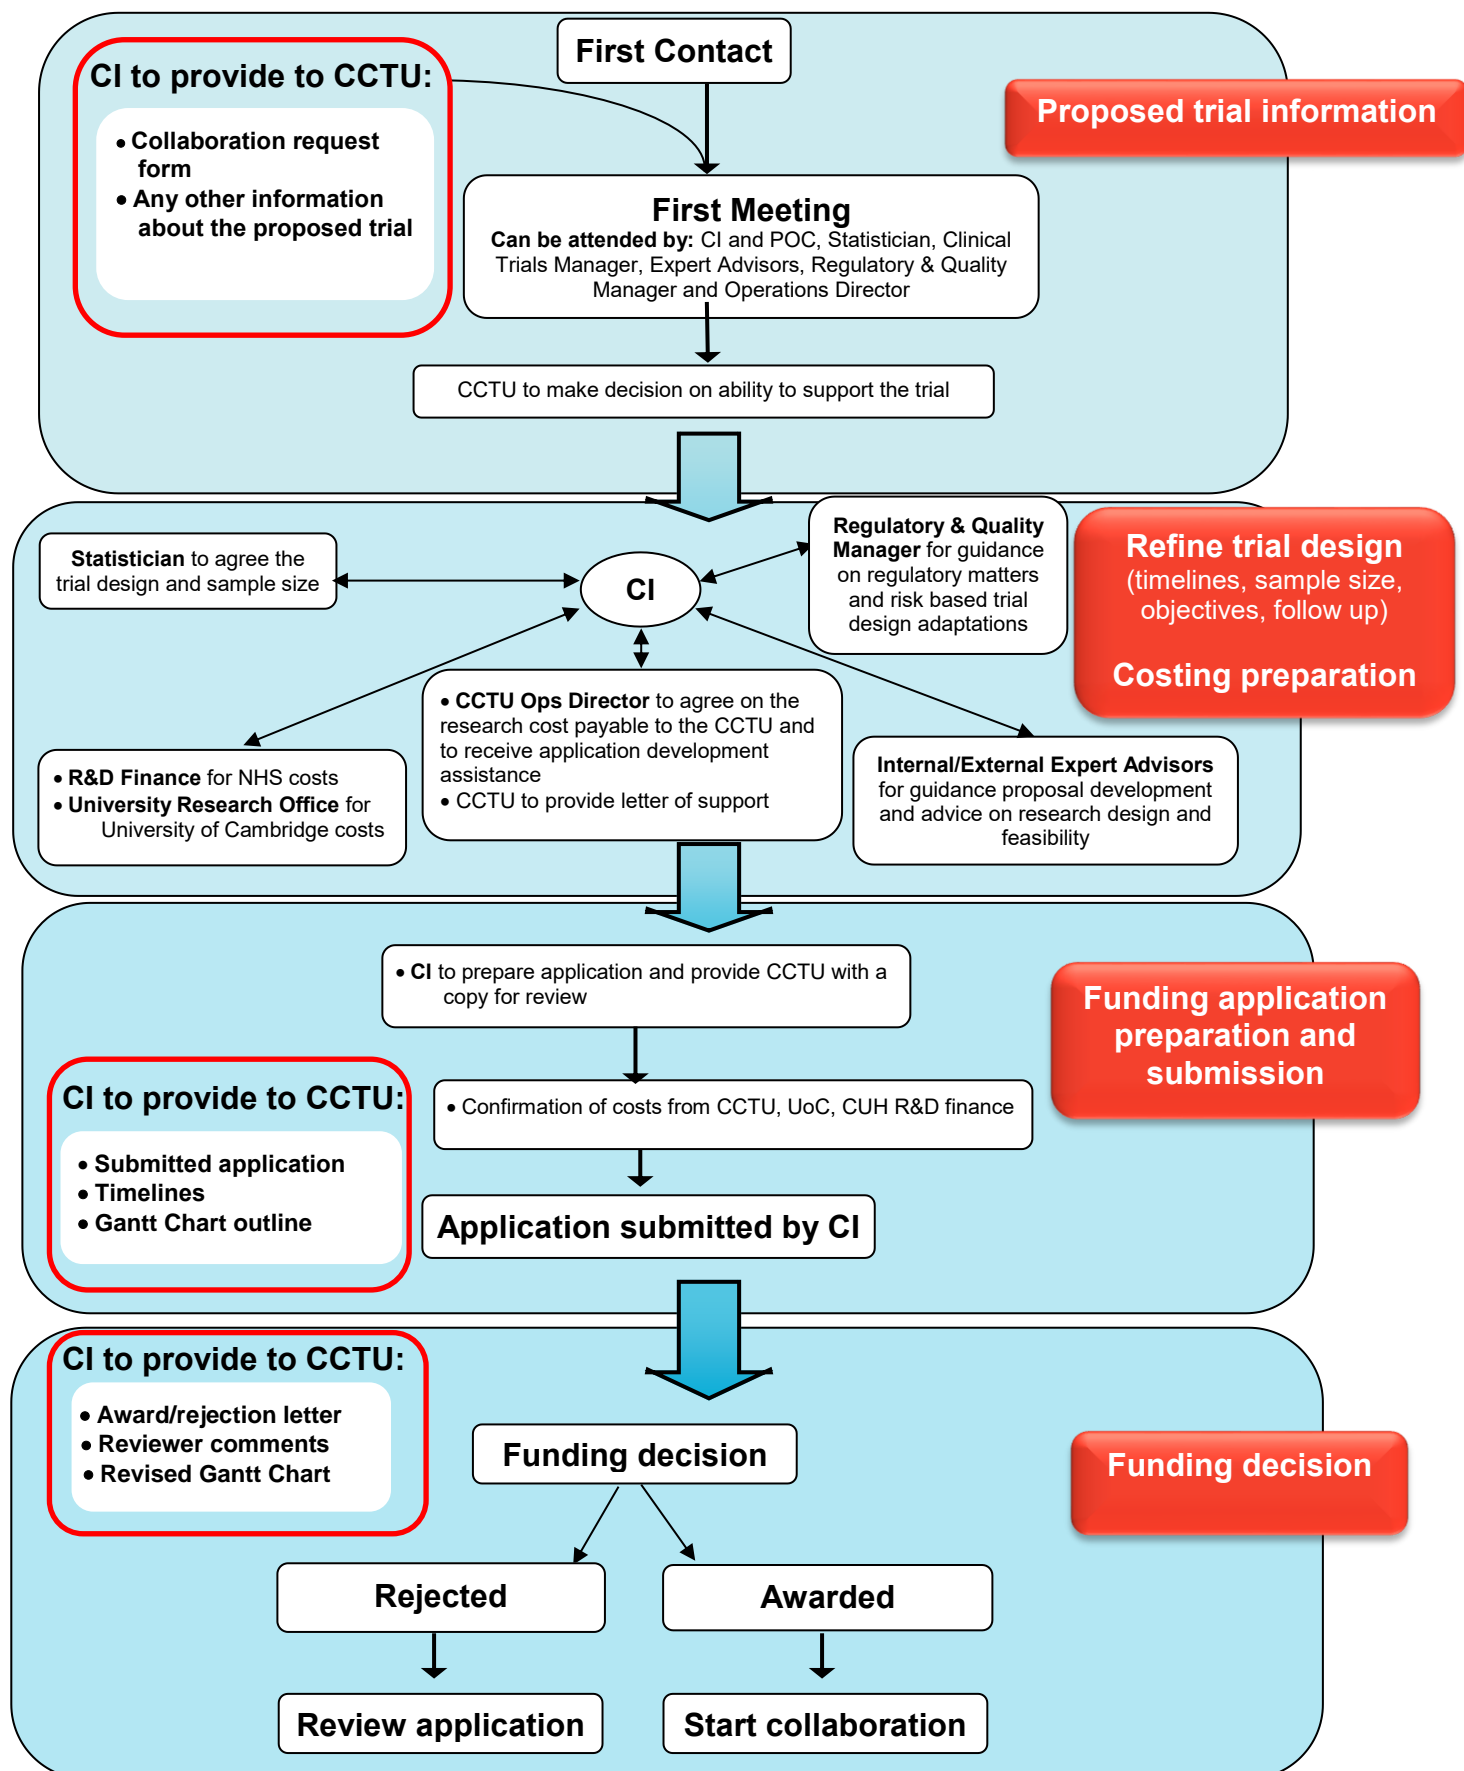 First Contact
CI to provide to CCTU:
• Collaboration request
form
• Any other information
about the proposed trial
Proposed trial information
First Meeting
Can be attended by: CI and POC, Statistician, Clinical
Trials Manager, Expert Advisors, Regulatory & Quality
Manager and Operations Director
CCTU to make decision on ability to support the trial
Statistician to agree the
trial design and sample size
CI
Regulatory & Quality
Manager for guidance
on regulatory matters
and risk based trial
design adaptations
Refine trial design
(timelines, sample size,
objectives, follow up)
Costing preparation
• R&D Finance for NHS costs
• University Research Office for
University of Cambridge costs
• CCTU Ops Director to agree on the
research cost payable to the CCTU and
to receive application development
assistance
• CCTU to provide letter of support
Internal/External Expert Advisors
for guidance proposal development
and advice on research design and
feasibility
• CI to prepare application and provide CCTU with a
copy for review
Funding application
preparation and
submission
CI to provide to CCTU:
• Submitted application
• Timelines
• Gantt Chart outline
• Confirmation of costs from CCTU, UoC, CUH R&D finance
Application submitted by CI
CI to provide to CCTU:
• Award/rejection letter
• Reviewer comments
• Revised Gantt Chart
Funding decision
Funding decision
Rejected
Awarded
Review application
Start collaboration